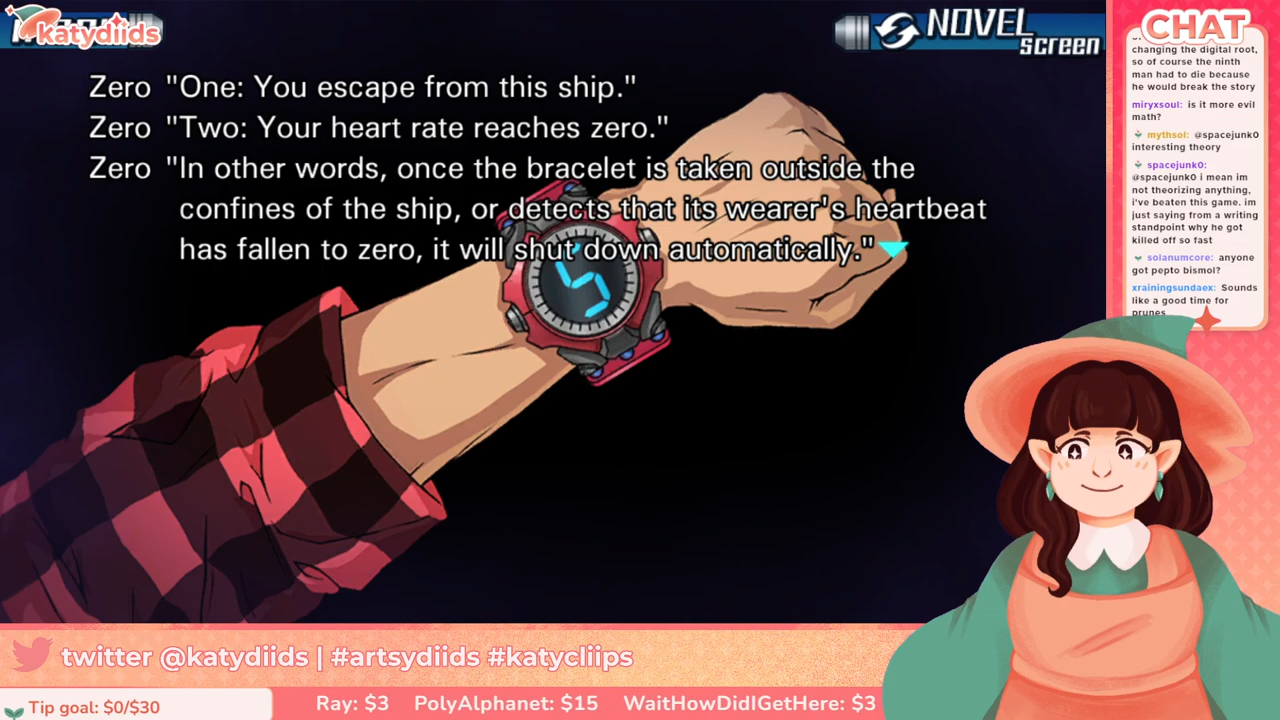 katydiids
NOVEL
screen
CHAT
Zero "One: You escape from this ship."
Zero "Two: Your heart rate reaches zero."
Zero "In other words, once the bracelet is taken outside the
confines of the ship, or detects that its wearer's heartbeat
has fallen to zero, it will shut down automatically."
5
changing the digital root,
so of course the ninth
man had to die because
he would break the story
miryxsoul: is it more evil
math?
mythsol: @spacejunk0
interesting theory
spacejunk0:
@spacejunk0 i mean im
not theorizing anything,
i've beaten this game. im
just saying from a writing
standpoint why he got
killed off so fast
solanumcore: anyone
got pepto bismol?
xrainingsundaex: Sounds
like a good time for
prunes
twitter @katydiids | #artsydiids #katycliips
Tip goal: $0/$30
Ray: $3 PolyAlphanet: $15 WaitHowDidIGetHere: $3